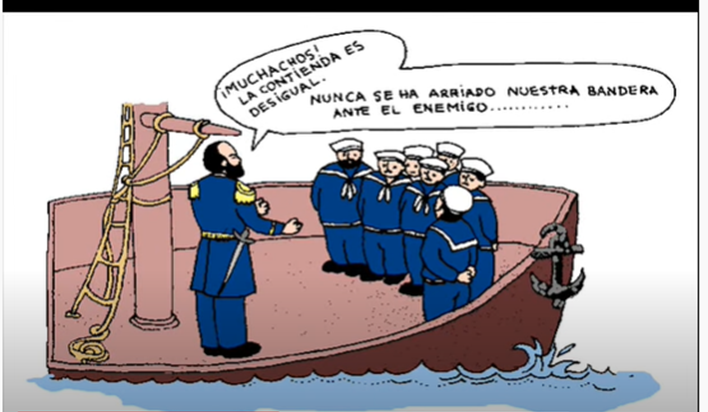 ¡MUCHACHOS!
LA CONTIENDA ES
DESIGUAL.
NUNCA SE HA ARRIADO NUESTRA BANDERA
ANTE EL ENEMIGO............